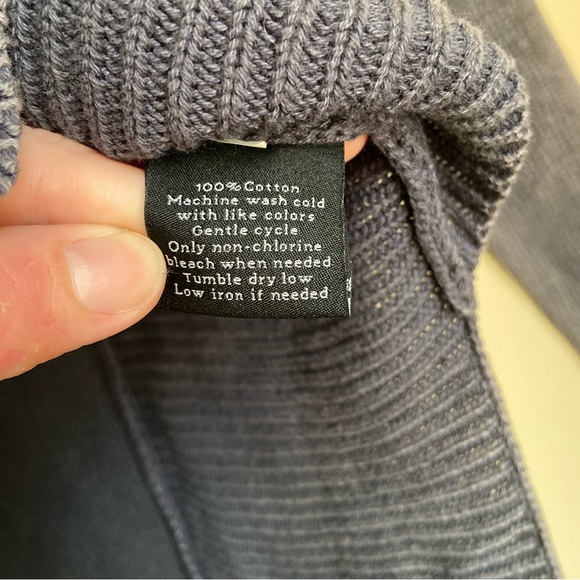 100% Cotton
Machine wash cold
with like colors
Gentle cycle
Only non-chlorine
bleach when needed
Tumble dry low
Low iron if needed